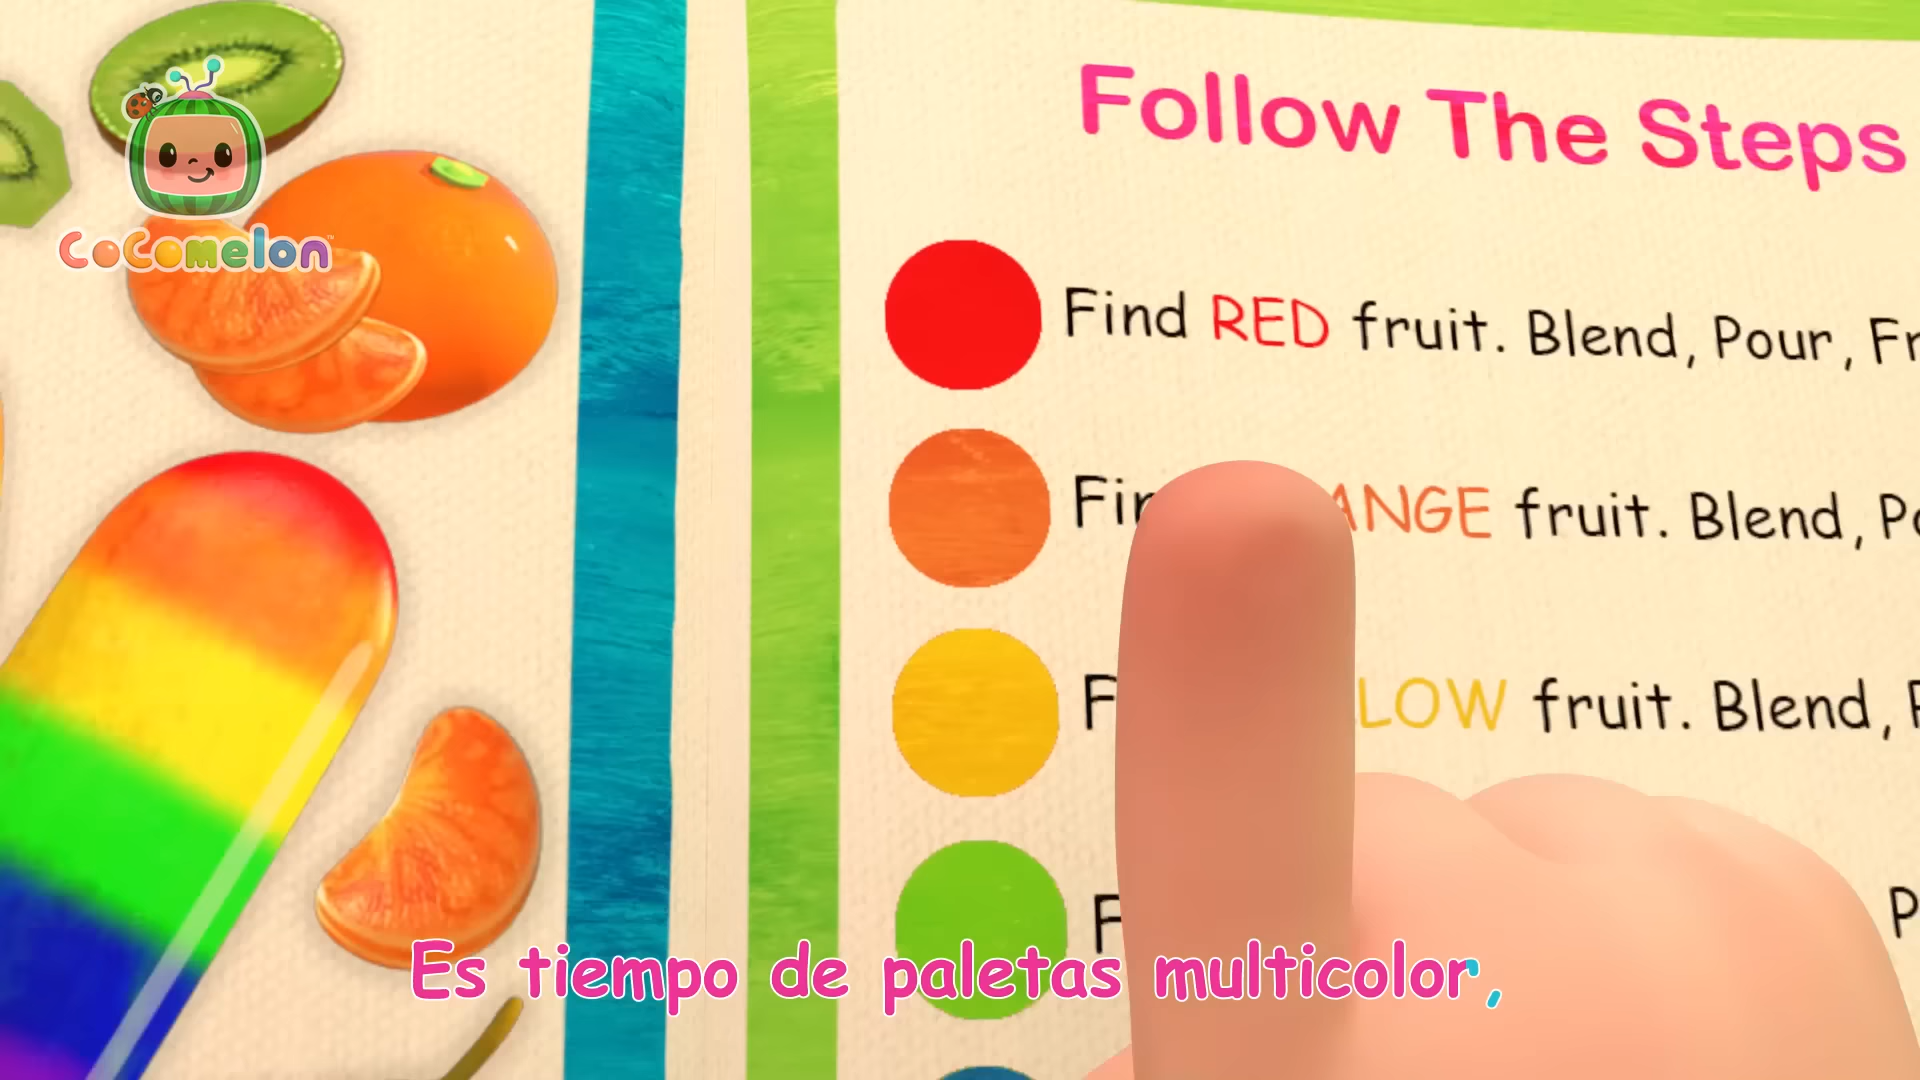 CoComelon
Follow The Steps
Find RED fruit. Blend, Pour, Fr
Fin ANGE fruit. Blend, Po
F LOW fruit. Blend, P
F P
Es tiempo de paletas multicolor,